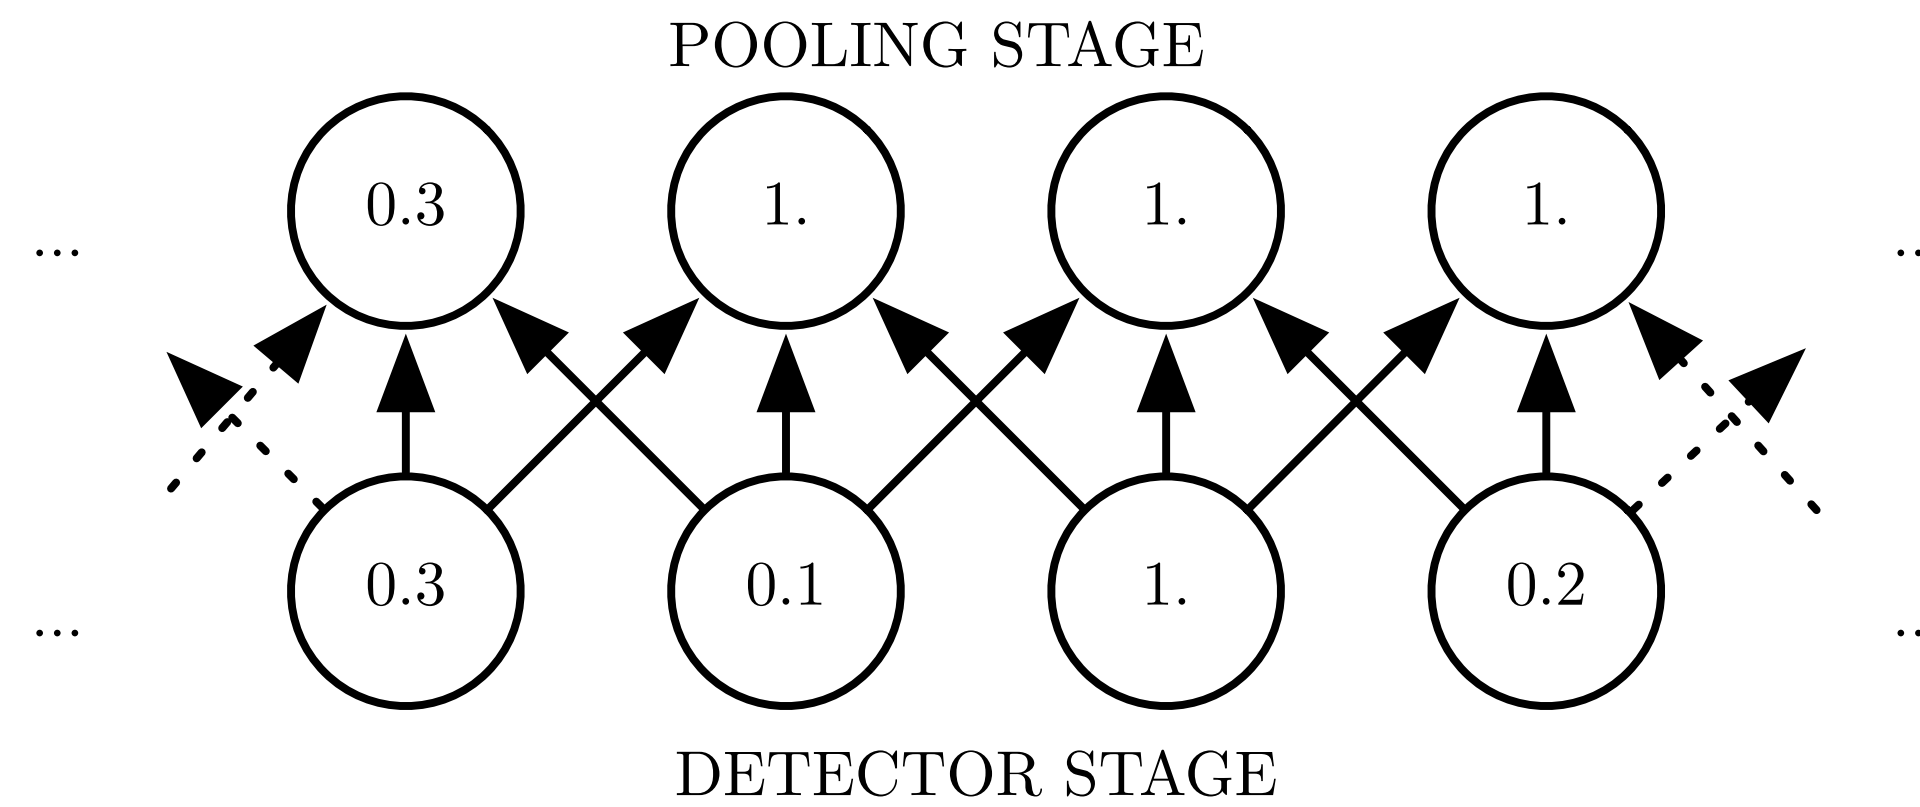 POOLING STAGE
... 0.3 1. 1. 1. ..
... 0.3 0.1 1. 0.2 ..
DETECTOR STAGE